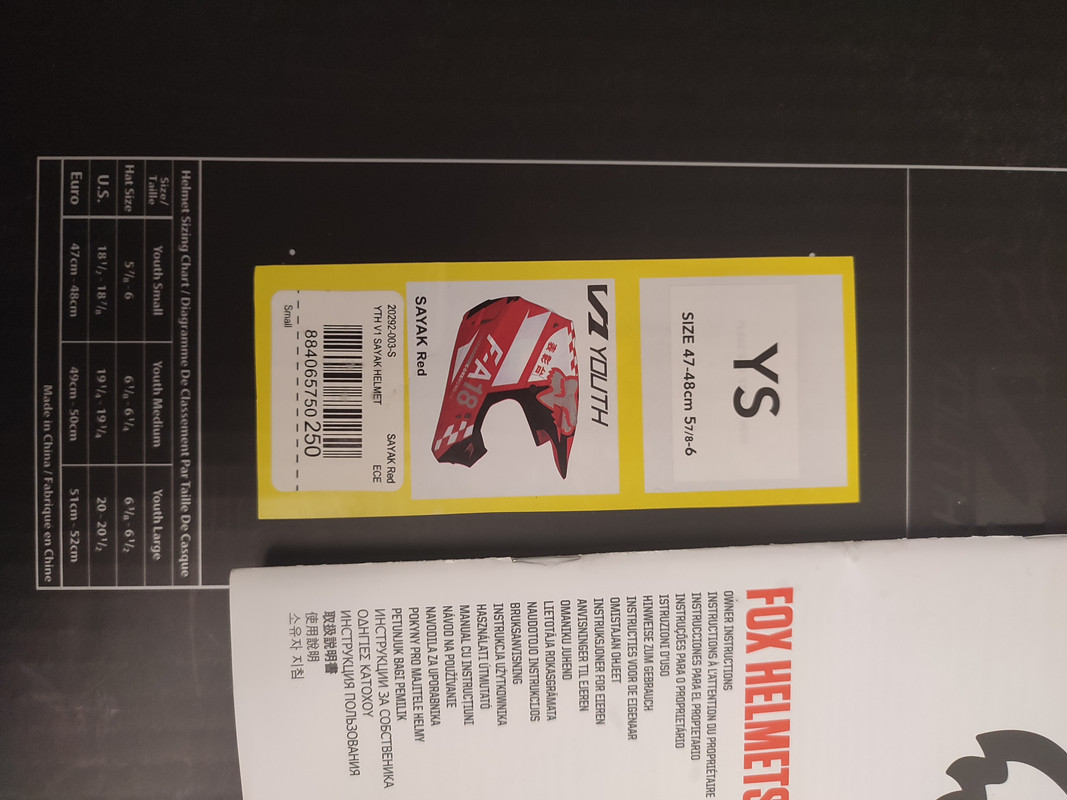 YS
SIZE 47-48cm 57/8-6
V1 YOUTH
SAYAK Red
F-A 18
20292-003-S
YTH V1 SAYAK HELMET
SAYAK Red
ECE
884065750250
Small
Helmet Sizing Chart / Diagramme De Classement Par Taille De Casque
Size/ Taille Youth Small Youth Medium Youth Large
Hat Size 5 7/8 - 6 6 1/8 - 6 1/4 6 3/8 - 6 1/2
U.S. 18 1/2 - 18 7/8 19 1/4 - 19 3/4 20 - 20 1/2
Euro 47cm - 48cm 49cm - 50cm 51cm - 52cm
Made in China / Fabrique en Chine
FOX HELMETS
OWNER INSTRUCTIONS
INSTRUCTIONS À L'ATTENTION DU PROPRIÉTAIRE
INSTRUCCIONES PARA EL PROPIETARIO
INSTRUÇÕES PARA O PROPRIETÁRIO
ISTRUZIONI D'USO
HINWEISE ZUM GEBRAUCH
INSTRUCTIES VOOR DE EIGENAAR
OMISTAJAN OHJEET
INSTRUKSJONER FOR EIEREN
ANVISNINGER TIL EJEREN
OMANIKU JUHEND
LIETOTĀJA ROKASGRĀMATA
NAUDOTOJO INSTRUKCIJOS
BRUKSANVISNING
INSTRUKCJA UŻYTKOWNIKA
HASZNÁLATI ÚTMUTATÓ
MANUAL CU INSTRUCŢIUNI
NÁVOD NA POUŽÍVANIE
NAVODILA ZA UPORABNIKA
POKYNY PRO MAJITELE HELMY
PETUNJUK BAGI PEMILIK
ИНСТРУКЦИИ ЗА СОБСТВЕНИКА
ΟΔΗΓΙΕΣ ΚΑΤΟΧΟΥ
ИНСТРУКЦИЯ ПОЛЬЗОВАНИЯ
取扱説明書
使用說明
소유자 지침